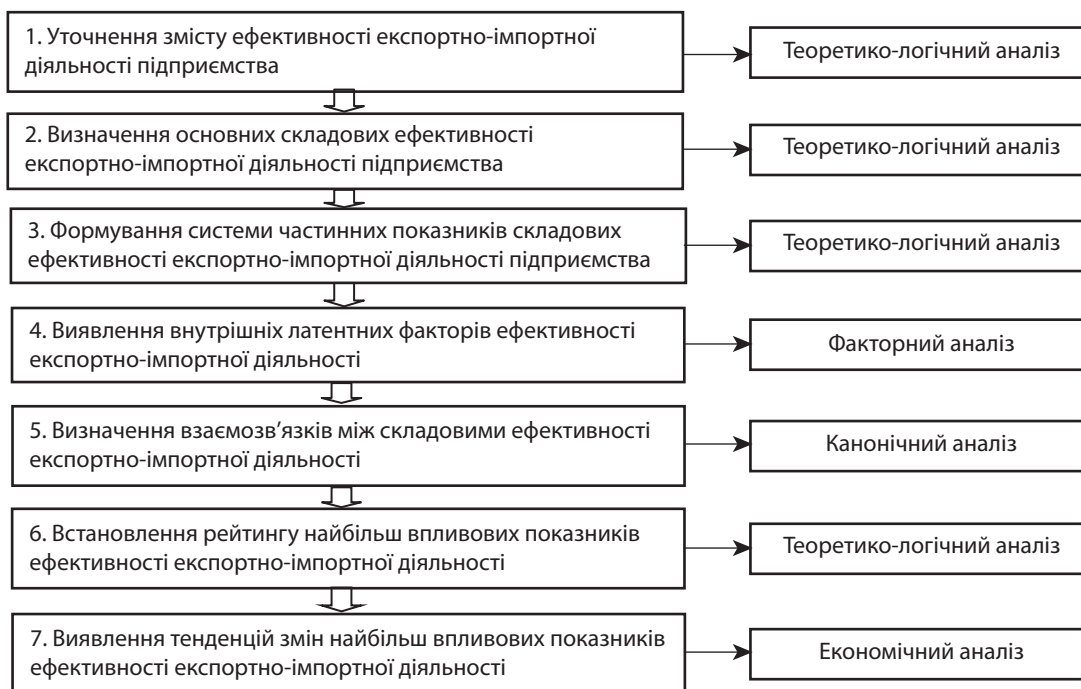 1. Уточнення змісту ефективності експортно-імпортної
діяльності підприємства
Теоретико-логічний аналіз
2. Визначення основних складових ефективності
експортно-імпортної діяльності підприємства
Теоретико-логічний аналіз
3. Формування системи частинних показників складових
ефективності експортно-імпортної діяльності підприємства
Теоретико-логічний аналіз
4. Виявлення внутрішніх латентних факторів ефективності
експортно-імпортної діяльності
Факторний аналіз
5. Визначення взаємозв'язків між складовими ефективності
експортно-імпортної діяльності
Канонічний аналіз
6. Встановлення рейтингу найбільш впливових показників
ефективності експортно-імпортної діяльності
Теоретико-логічний аналіз
7. Виявлення тенденцій змін найбільш впливових показників
ефективності експортно-імпортної діяльності
Економічний аналіз